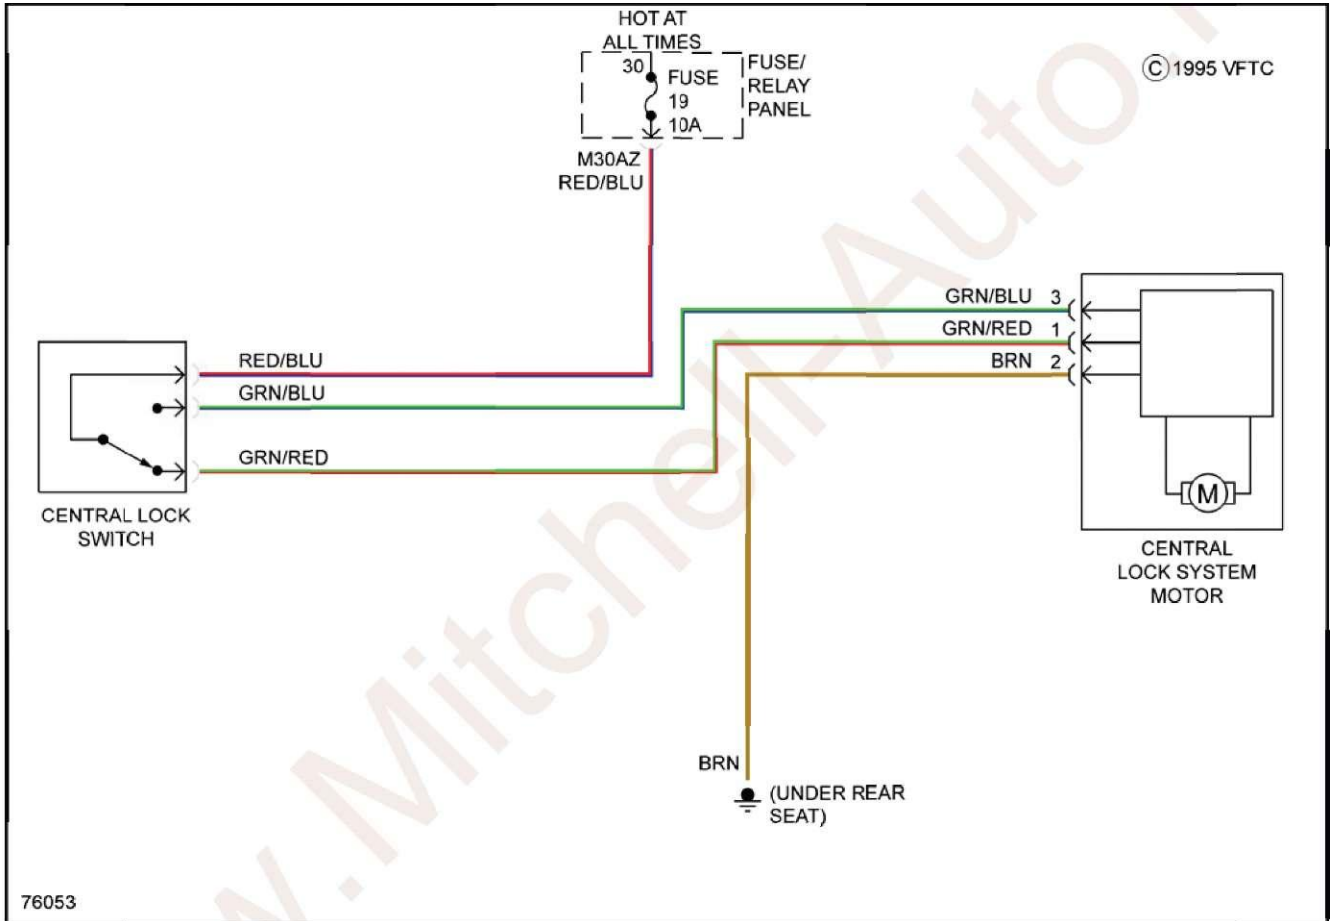 HOT AT
ALL TIMES
30
FUSE
19
10A
FUSE/
RELAY
PANEL
© 1995 VFTC
M30AZ
RED/BLU
GRN/BLU 3
GRN/RED 1
BRN 2
RED/BLU
GRN/BLU
GRN/RED
CENTRAL LOCK
SWITCH
M
CENTRAL
LOCK SYSTEM
MOTOR
BRN
(UNDER REAR
SEAT)
76053
w.Mitchell-Auto.